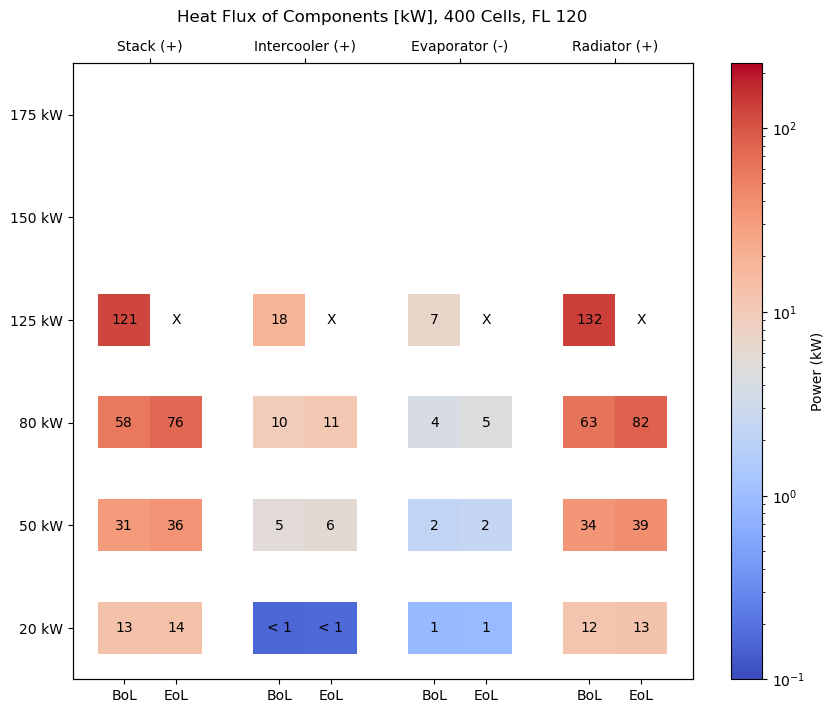 Heat Flux of Components [kW], 400 Cells, FL 120
Stack (+) Intercooler (+) Evaporator (-) Radiator (+)
175 kW
150 kW
125 kW 121 X 18 X 7 X 132 X
80 kW 58 76 10 11 4 5 63 82
50 kW 31 36 5 6 2 2 34 39
20 kW 13 14 < 1 < 1 1 1 12 13
BoL EoL BoL EoL BoL EoL BoL EoL
10²
10¹
10⁰
10⁻¹
Power (kW)